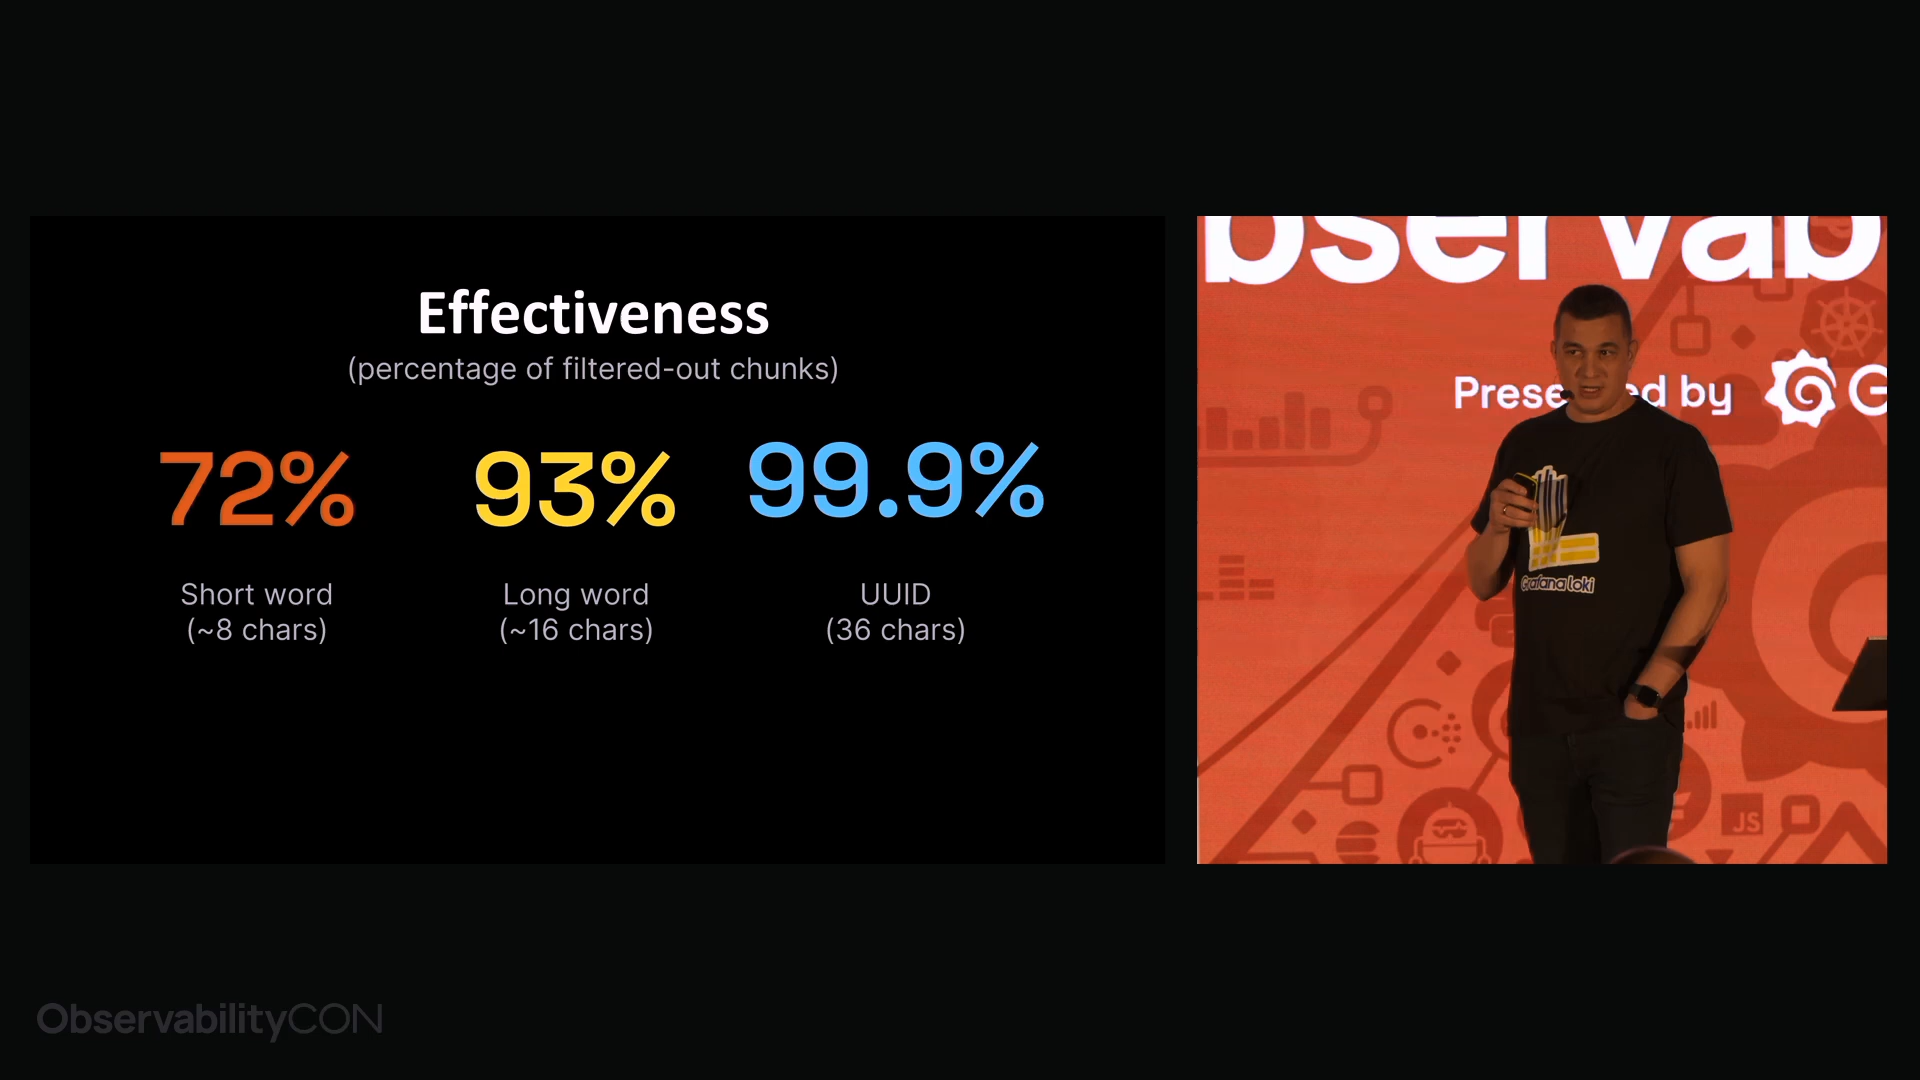 Effectiveness
(percentage of filtered-out chunks)
72%
93%
99.9%
Short word
(~8 chars)
Long word
(~16 chars)
UUID
(36 chars)
bservab
Prese ed by
G
Grafana loki
JS
ObservabilityCON